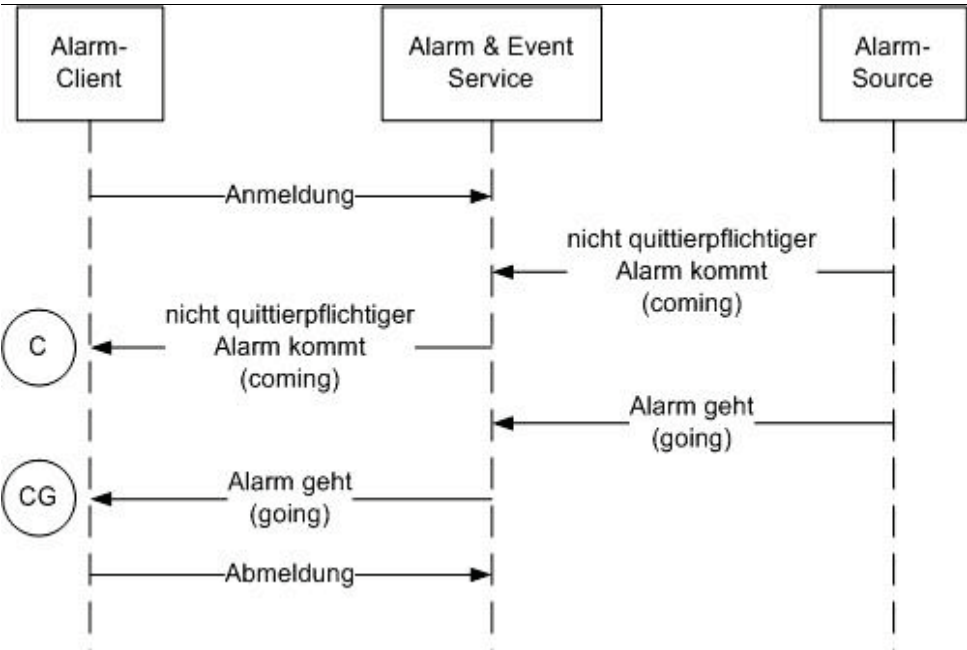 Alarm-
Client
Alarm & Event
Service
Alarm-
Source
Anmeldung
nicht quittierpflichtiger
Alarm kommt
(coming)
C
nicht quittierpflichtiger
Alarm kommt
(coming)
Alarm geht
(going)
CG
Alarm geht
(going)
Abmeldung